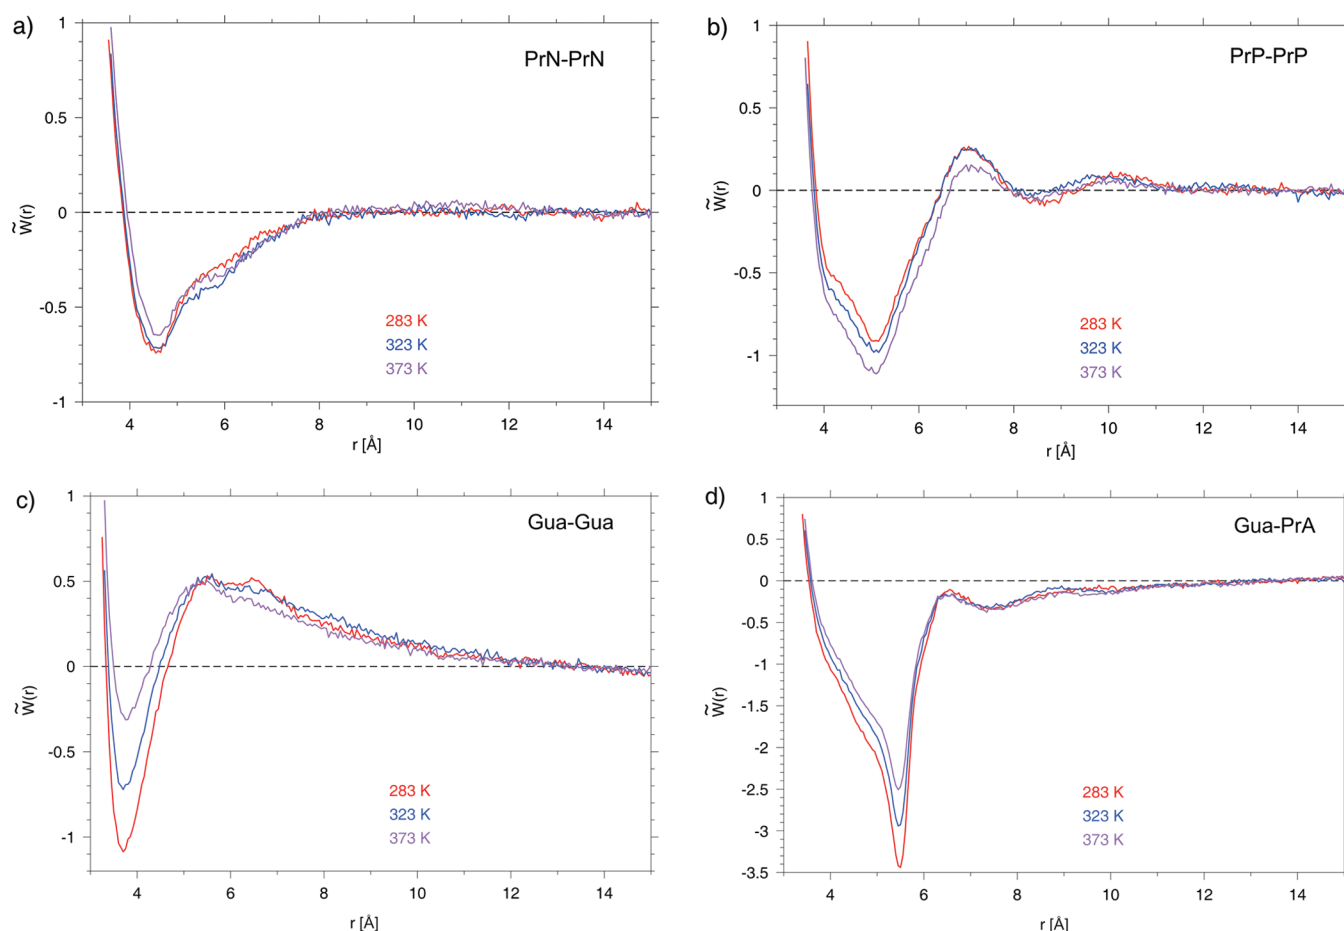 a)
PrN-PrN
1
0.5
0
-0.5
-1
W̃(r)
283 K
323 K
373 K
4 6 8 10 12 14
r [Å]
b)
PrP-PrP
1
0.5
0
-0.5
-1
W̃(r)
283 K
323 K
373 K
4 6 8 10 12 14
r [Å]
c)
Gua-Gua
1
0.5
0
-0.5
-1
W̃(r)
283 K
323 K
373 K
4 6 8 10 12 14
r [Å]
d)
Gua-PrA
1
0.5
0
-0.5
-1
-1.5
-2
-2.5
-3
-3.5
W̃(r)
283 K
323 K
373 K
4 6 8 10 12 14
r [Å]